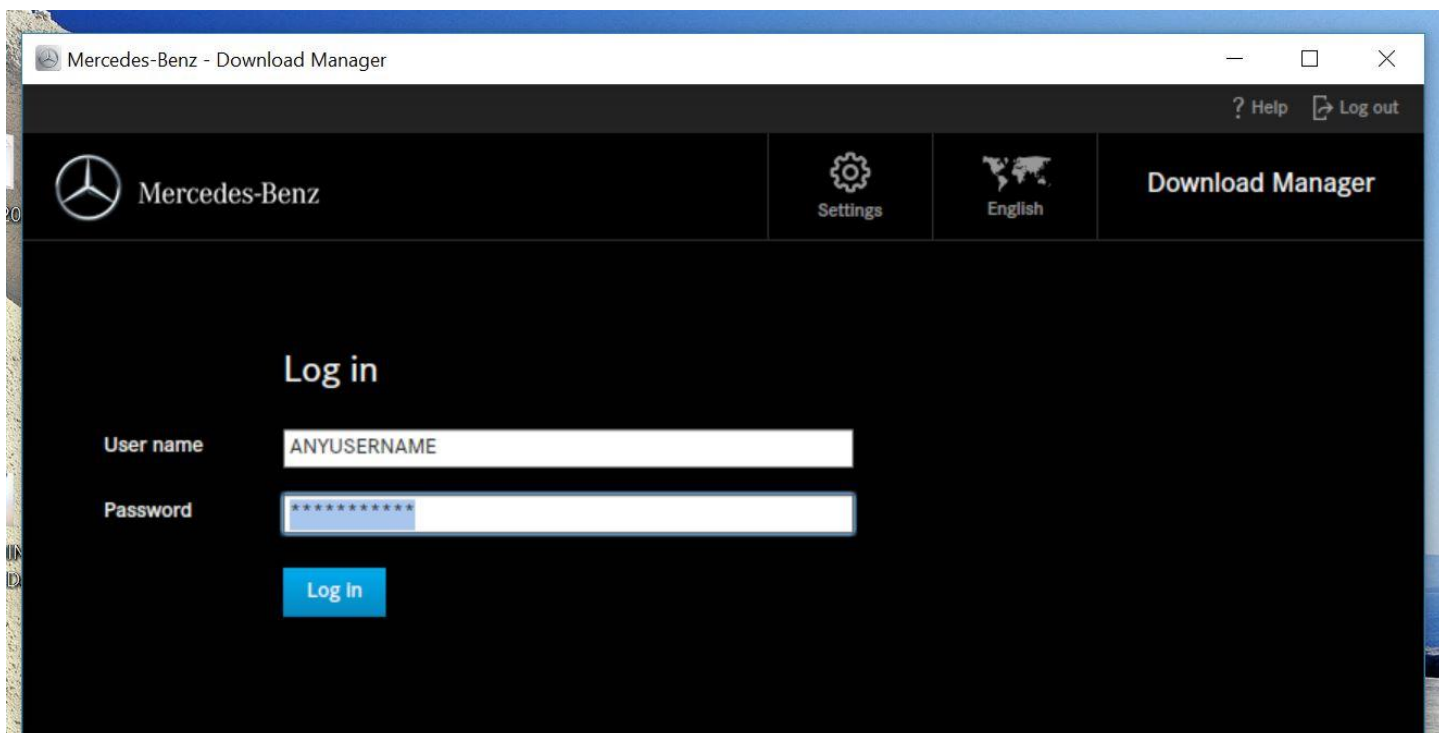 Mercedes-Benz - Download Manager
? Help Log out
Mercedes-Benz
Settings
English
Download Manager
Log in
User name ANYUSERNAME
Password ***********
Log in